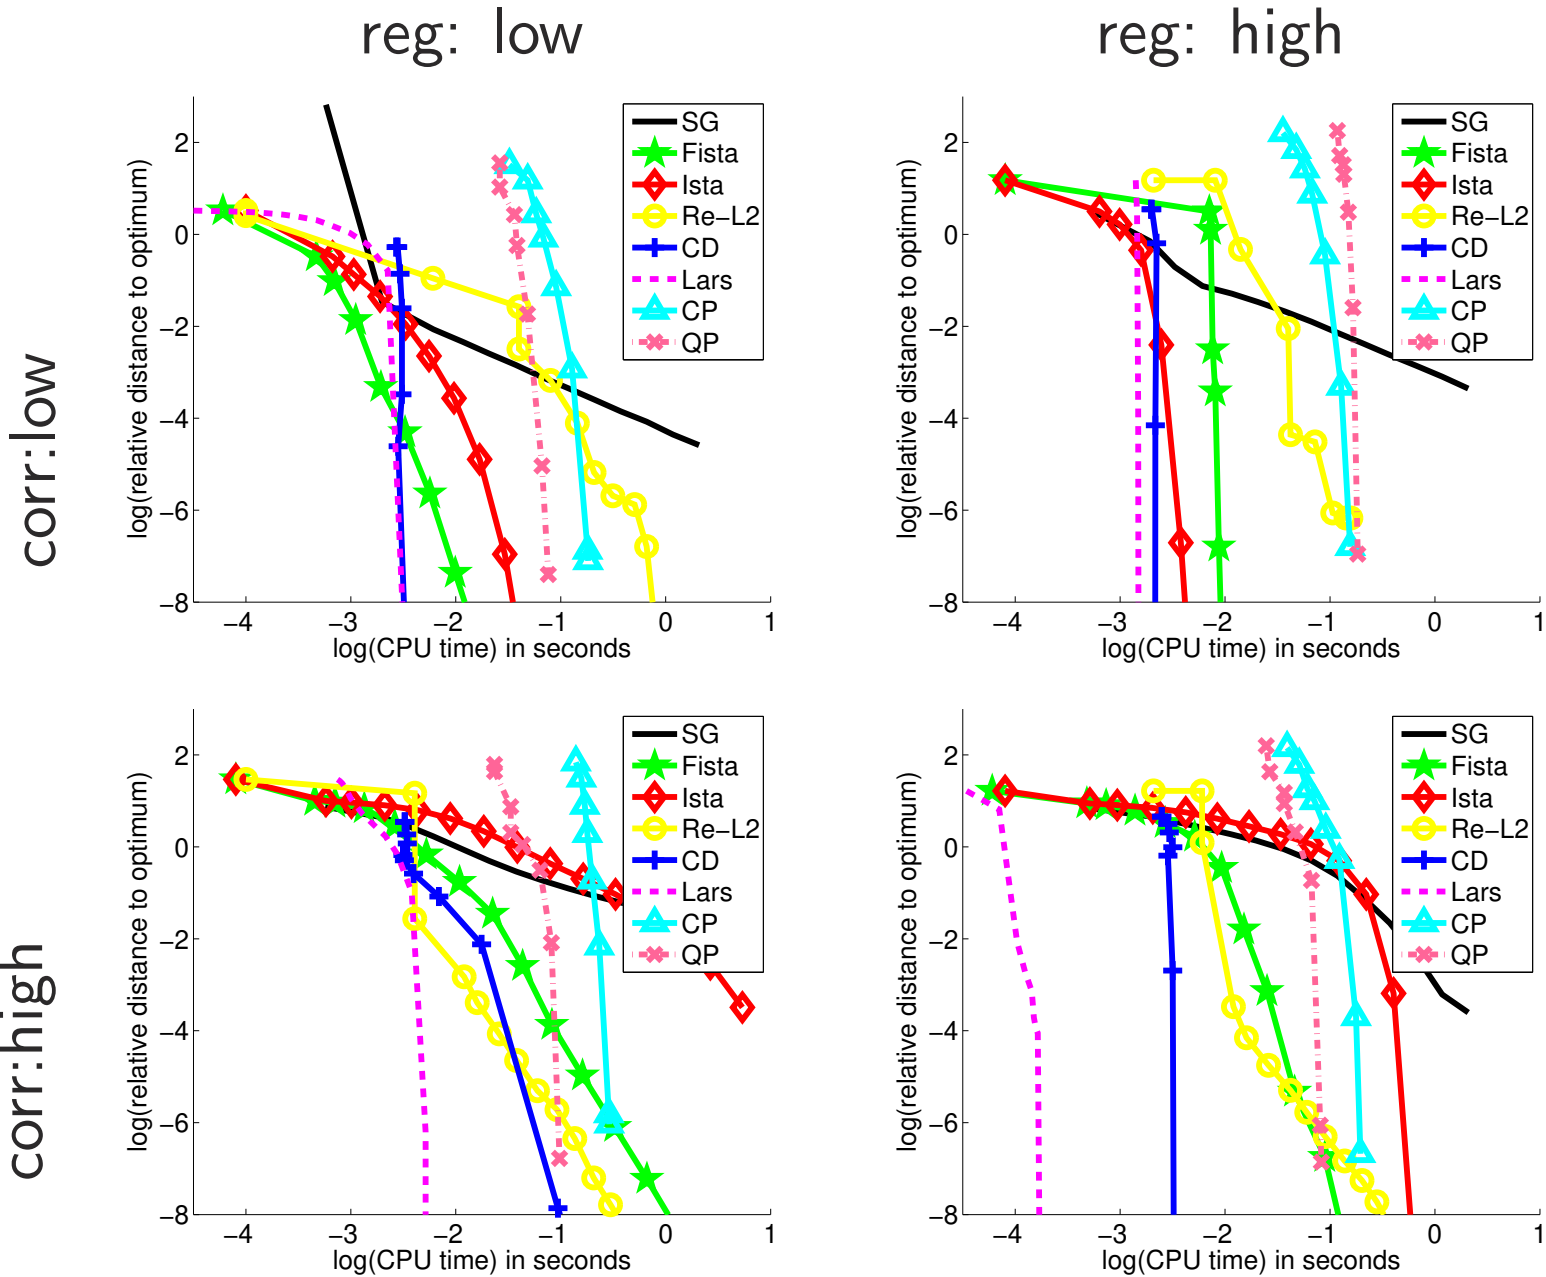 reg: low
reg: high
corr:low
corr:high
log(relative distance to optimum)
2
0
−2
−4
−6
−8
−4 −3 −2 −1 0 1
log(CPU time) in seconds
SG
Fista
Ista
Re−L2
CD
Lars
CP
QP
log(relative distance to optimum)
2
0
−2
−4
−6
−8
−4 −3 −2 −1 0 1
log(CPU time) in seconds
SG
Fista
Ista
Re−L2
CD
Lars
CP
QP
log(relative distance to optimum)
2
0
−2
−4
−6
−8
−4 −3 −2 −1 0 1
log(CPU time) in seconds
SG
Fista
Ista
Re−L2
CD
Lars
CP
QP
log(relative distance to optimum)
2
0
−2
−4
−6
−8
−4 −3 −2 −1 0 1
log(CPU time) in seconds
SG
Fista
Ista
Re−L2
CD
Lars
CP
QP